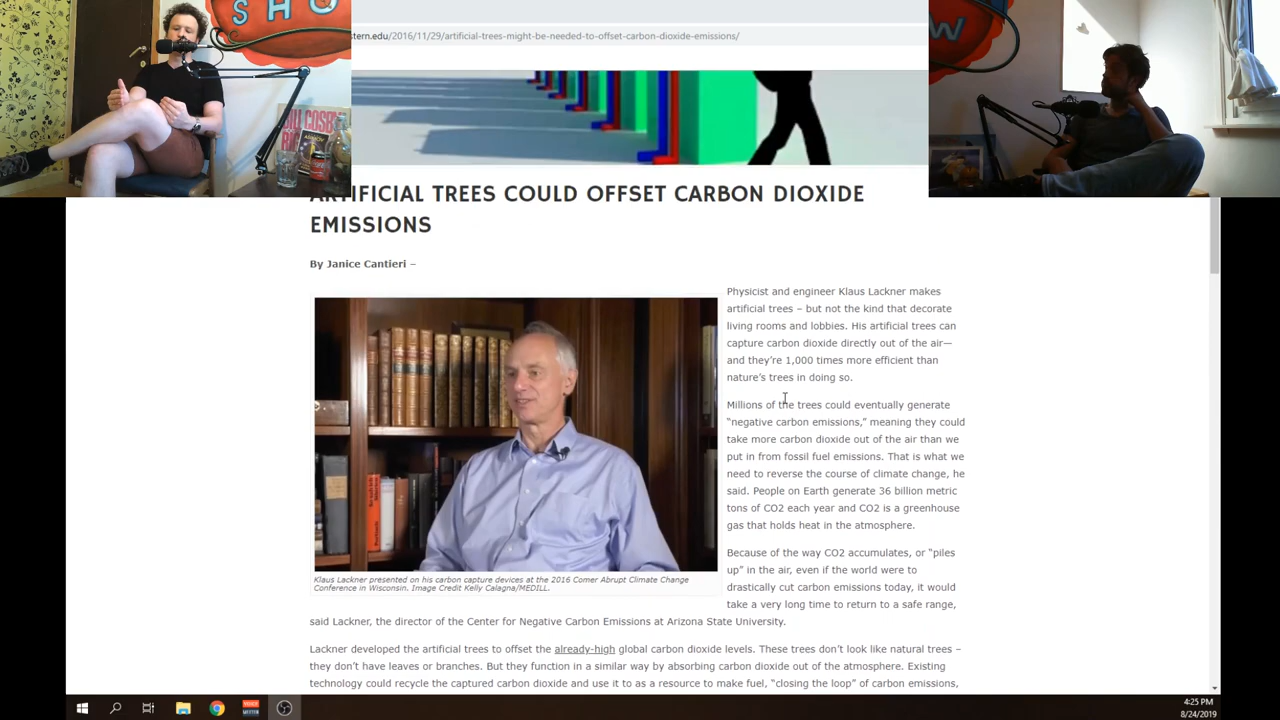 SHO
W
stern.edu/2016/11/29/artificial-trees-might-be-needed-to-offset-carbon-dioxide-emissions/
BILL COSBY
ARTIFICIAL TREES COULD OFFSET CARBON DIOXIDE
EMISSIONS
By Janice Cantieri –
Physicist and engineer Klaus Lackner makes
artificial trees – but not the kind that decorate
living rooms and lobbies. His artificial trees can
capture carbon dioxide directly out of the air—
and they’re 1,000 times more efficient than
nature’s trees in doing so.
Millions of the trees could eventually generate
“negative carbon emissions,” meaning they could
take more carbon dioxide out of the air than we
put in from fossil fuel emissions. That is what we
need to reverse the course of climate change, he
said. People on Earth generate 36 billion metric
tons of CO2 each year and CO2 is a greenhouse
gas that holds heat in the atmosphere.
Klaus Lackner presented on his carbon capture devices at the 2016 Comer Abrupt Climate Change
Conference in Wisconsin. Image Credit Kelly Calagna/MEDILL.
Because of the way CO2 accumulates, or “piles
up” in the air, even if the world were to
drastically cut carbon emissions today, it would
take a very long time to return to a safe range,
said Lackner, the director of the Center for Negative Carbon Emissions at Arizona State University.
Lackner developed the artificial trees to offset the already-high global carbon dioxide levels. These trees don’t look like natural trees –
they don’t have leaves or branches. But they function in a similar way by absorbing carbon dioxide out of the atmosphere. Existing
technology could recycle the captured carbon dioxide and use it to as a resource to make fuel, “closing the loop” of carbon emissions,
4:25 PM
8/24/2019